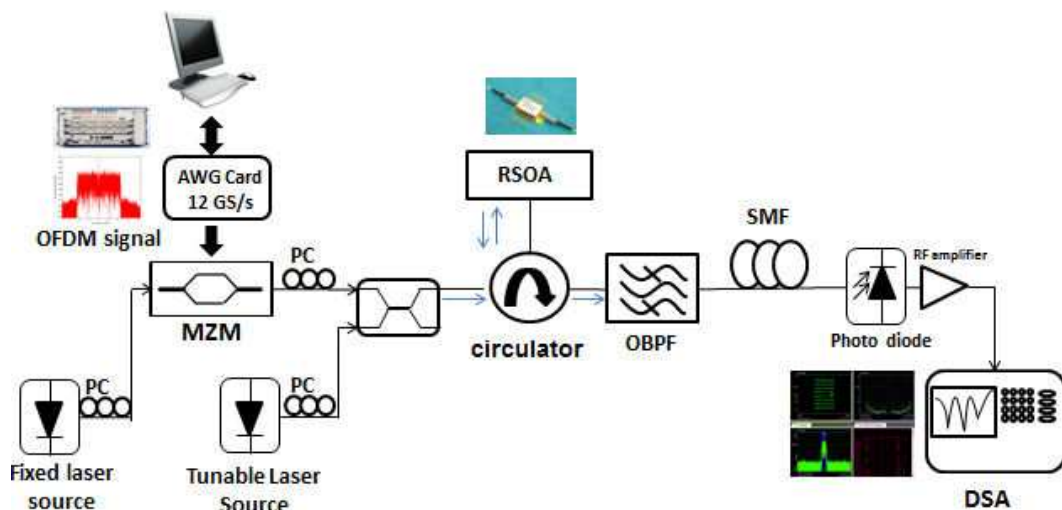 AWG Card
12 GS/s
OFDM signal
MZM
PC
PC
Fixed laser
source
PC
Tunable Laser
Source
RSOA
circulator
OBPF
SMF
Photo diode
RF amplifier
DSA